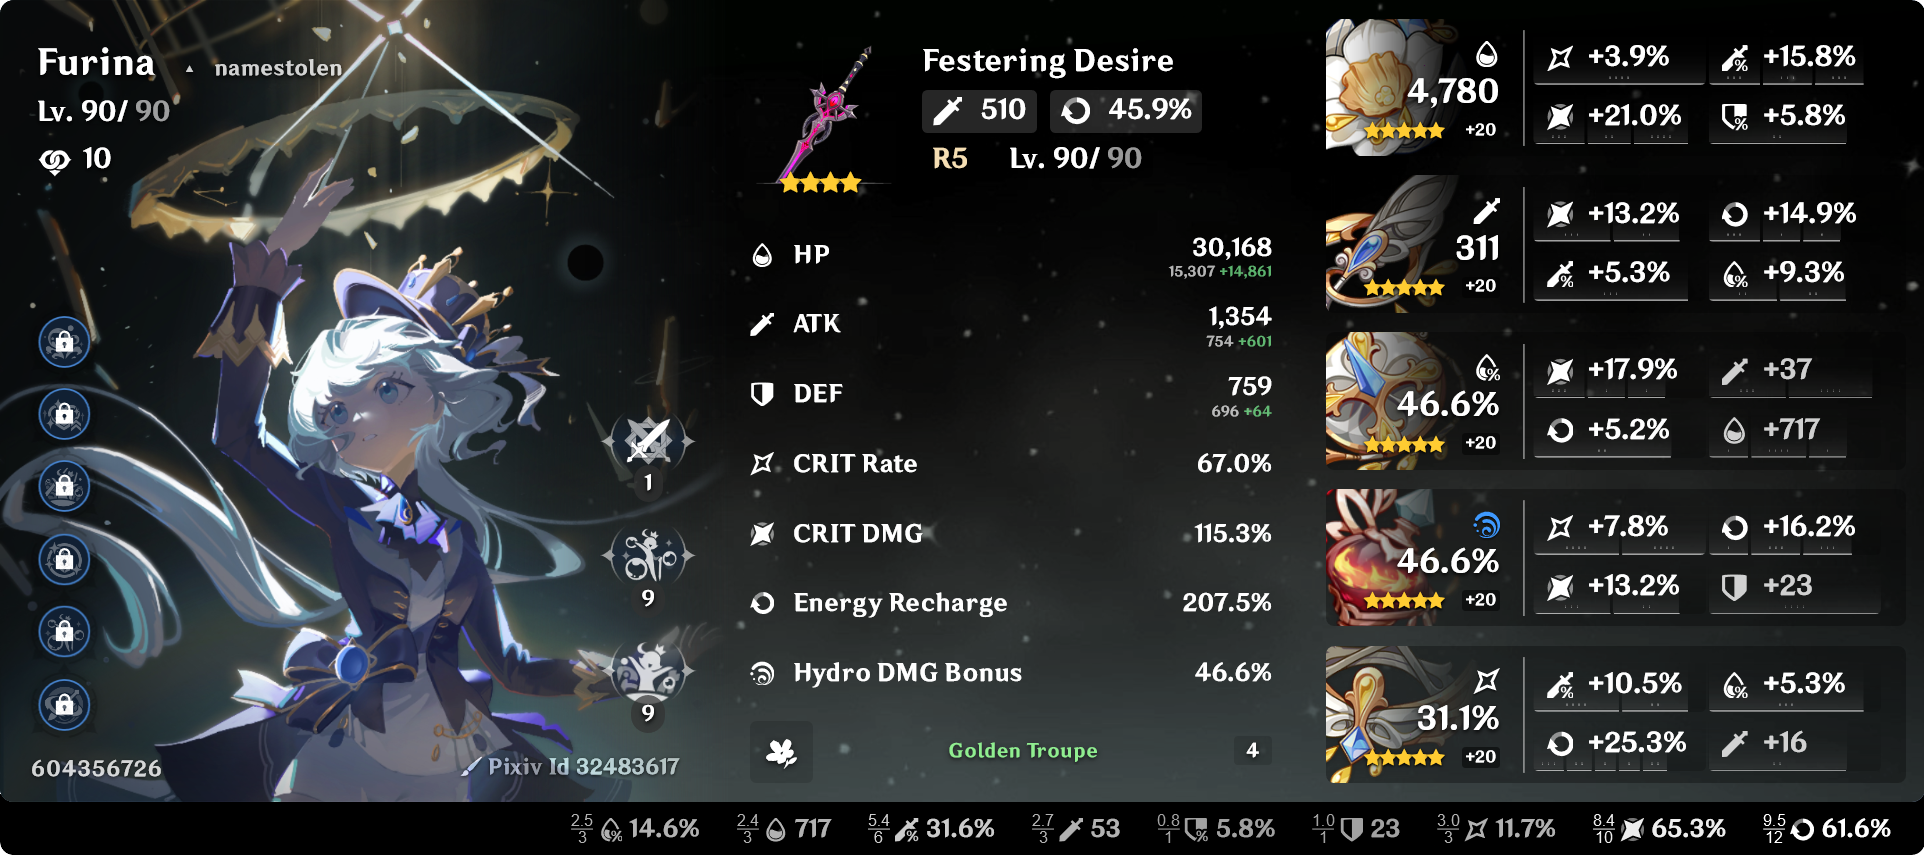 Furina namestolen
Lv. 90/ 90
10
1
9
9
604356726
Pixiv Id 32483617
Festering Desire
510 45.9%
R5 Lv. 90/ 90
HP 30,168
15,307 +14,861
ATK 1,354
754 +601
DEF 759
696 +64
CRIT Rate 67.0%
CRIT DMG 115.3%
Energy Recharge 207.5%
Hydro DMG Bonus 46.6%
Golden Troupe 4
4,780
+20
+3.9% +15.8%
+21.0% +5.8%
311
+20
+13.2% +14.9%
+5.3% +9.3%
46.6%
+20
+17.9% +37
+5.2% +717
46.6%
+20
+7.8% +16.2%
+13.2% +23
31.1%
+20
+10.5% +5.3%
+25.3% +16
2.5/3 % 14.6% 2.4/3 717 5.4/6 % 31.6% 2.7/3 53 0.8/1 % 5.8% 1.0/1 23 3.0/3 11.7% 8.4/10 65.3% 9.5/12 61.6%